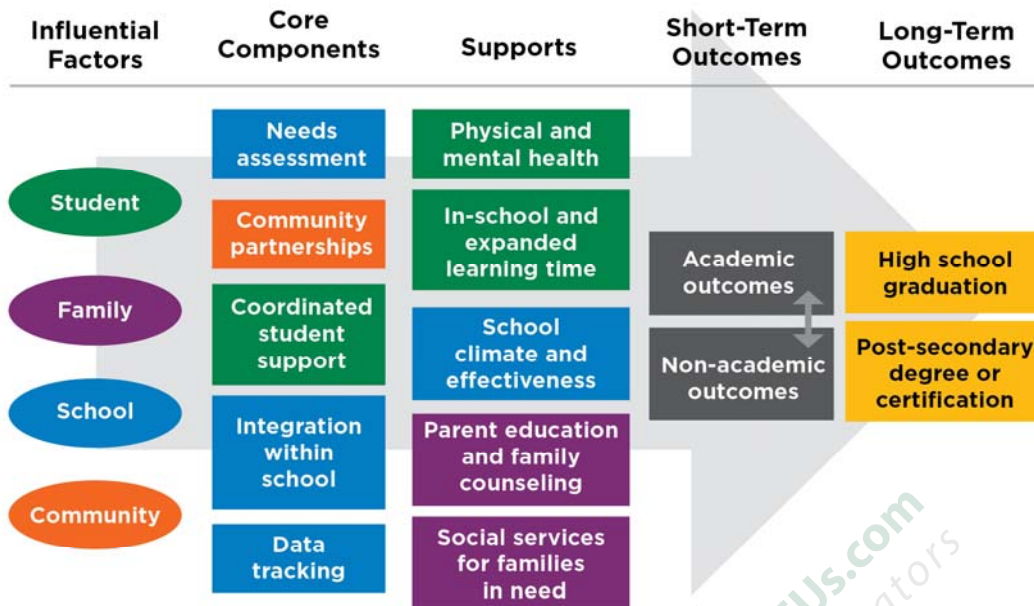 Influential
Factors
Core
Components
Supports
Short-Term
Outcomes
Long-Term
Outcomes
Student
Family
School
Community
Needs
assessment
Community
partnerships
Coordinated
student
support
Integration
within
school
Data
tracking
Physical and
mental health
In-school and
expanded
learning time
School
climate and
effectiveness
Parent education
and family
counseling
Social services
for families
in need
Academic
outcomes
Non-academic
outcomes
High school
graduation
Post-secondary
degree or
certification
Us.com
ators